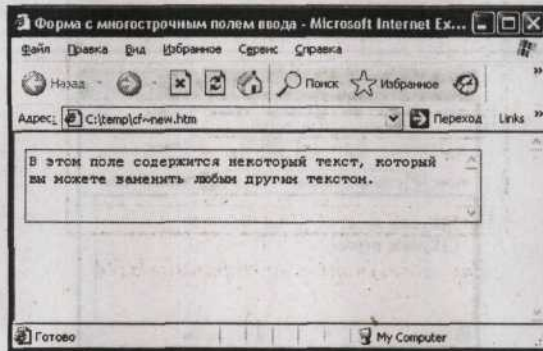 Форма с многострочным полем ввода - Microsoft Internet Ex...
Файл Правка Вид Избранное Сервис Справка
Назад Поиск Избранное
Адрес: C:\temp\cf~new.htm Переход Links
В этом поле содержится некоторый текст, который
вы можете заменить любым другим текстом.
Готово My Computer